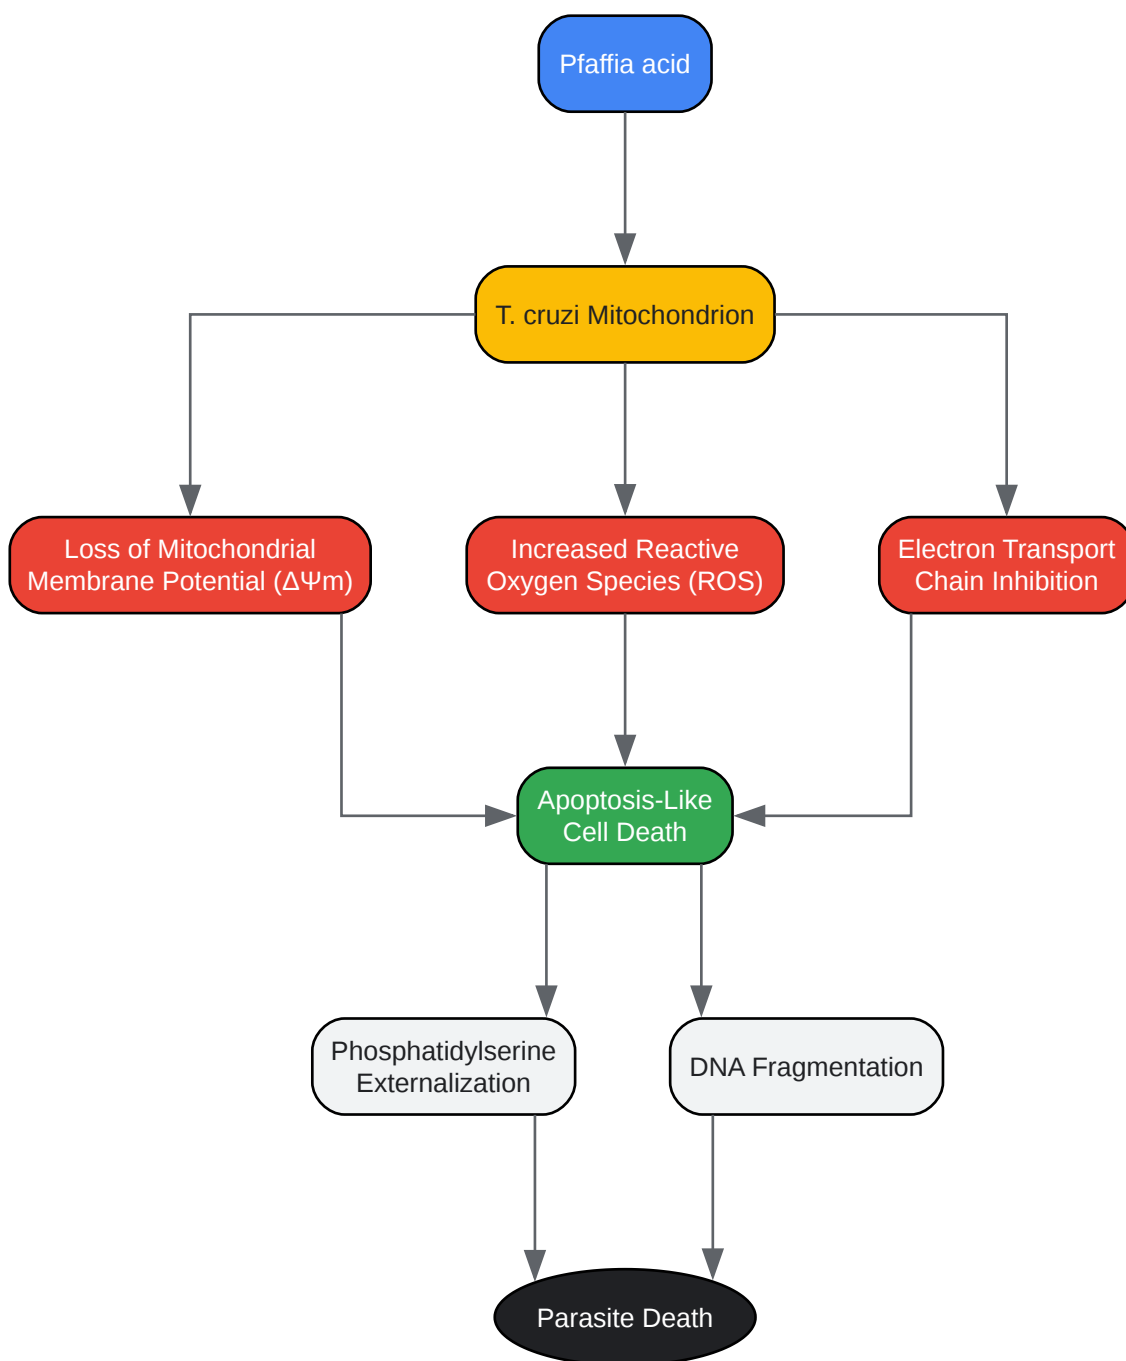 Pfaffia acid
T. cruzi Mitochondrion
Loss of Mitochondrial
Membrane Potential (ΔΨm)
Increased Reactive
Oxygen Species (ROS)
Electron Transport
Chain Inhibition
Apoptosis-Like
Cell Death
Phosphatidylserine
Externalization
DNA Fragmentation
Parasite Death